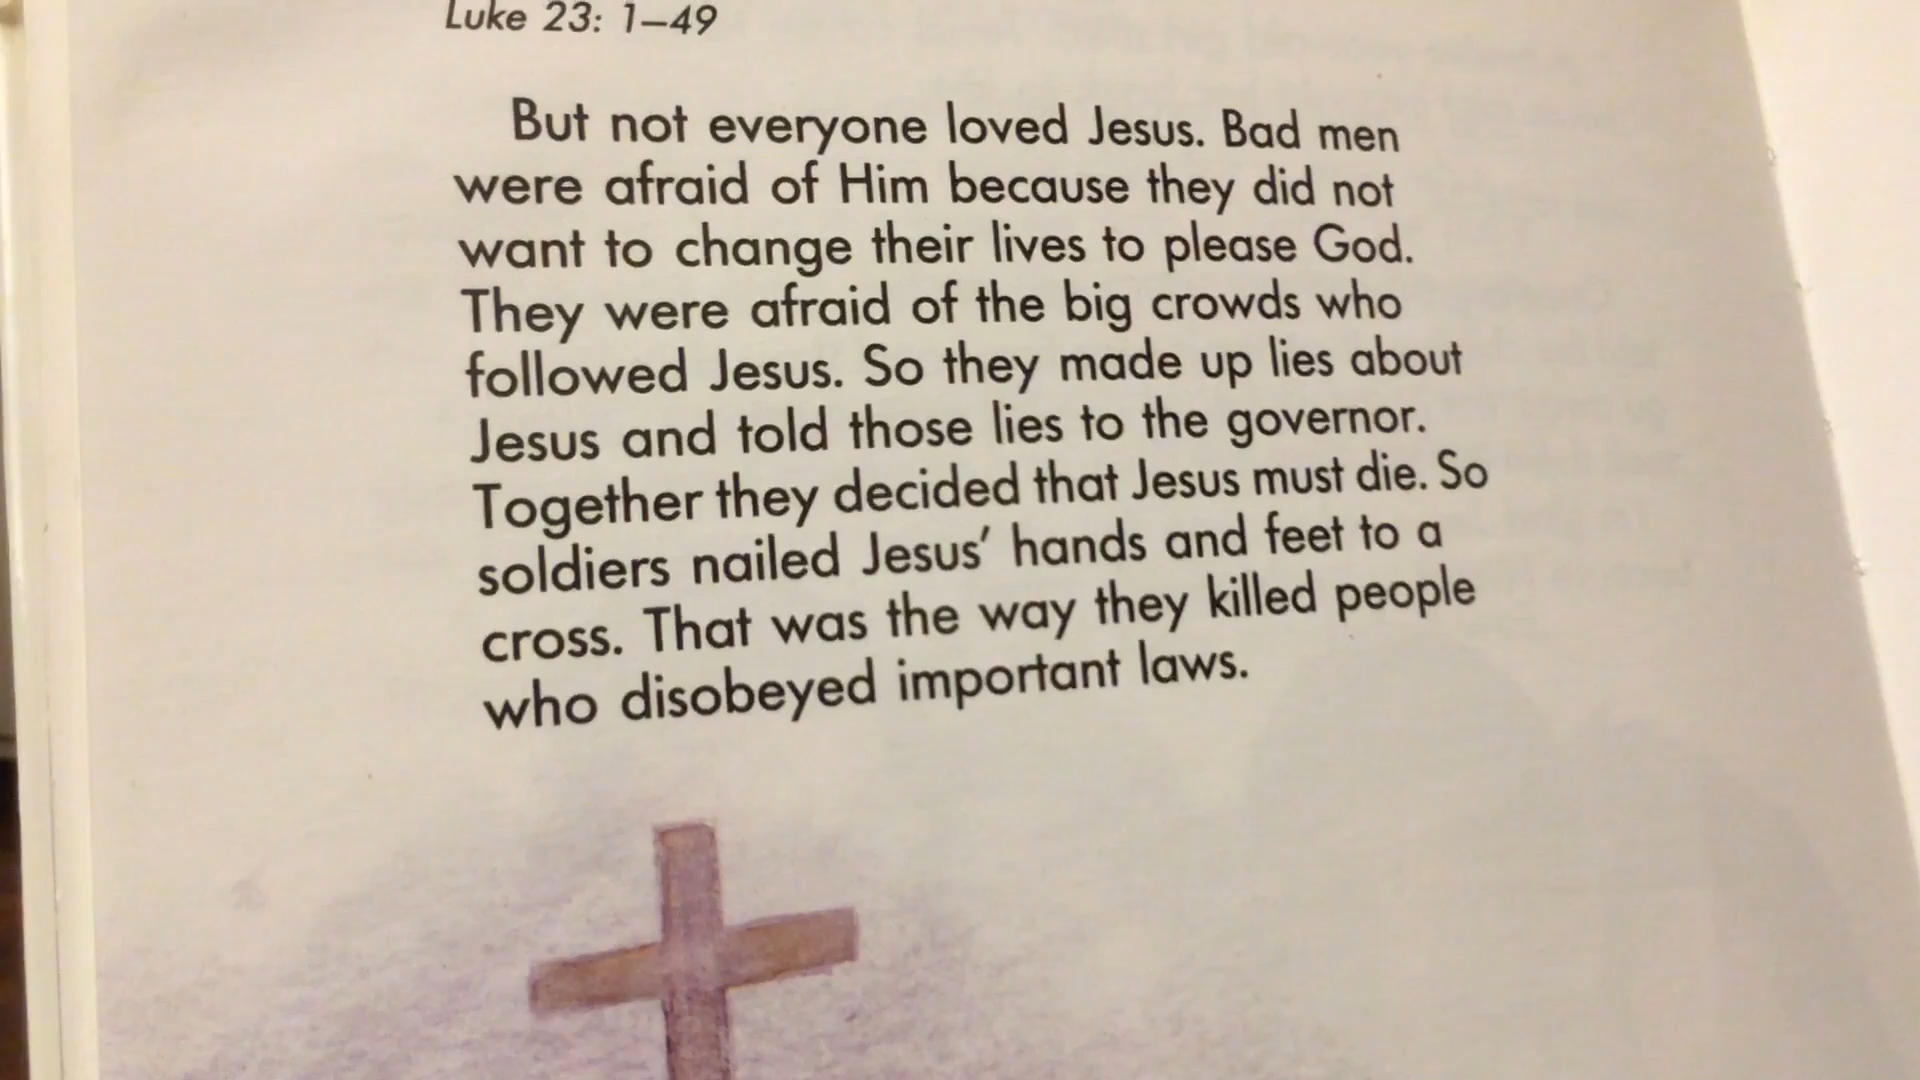 Luke 23: 1–49
But not everyone loved Jesus. Bad men
were afraid of Him because they did not
want to change their lives to please God.
They were afraid of the big crowds who
followed Jesus. So they made up lies about
Jesus and told those lies to the governor.
Together they decided that Jesus must die. So
soldiers nailed Jesus’ hands and feet to a
cross. That was the way they killed people
who disobeyed important laws.